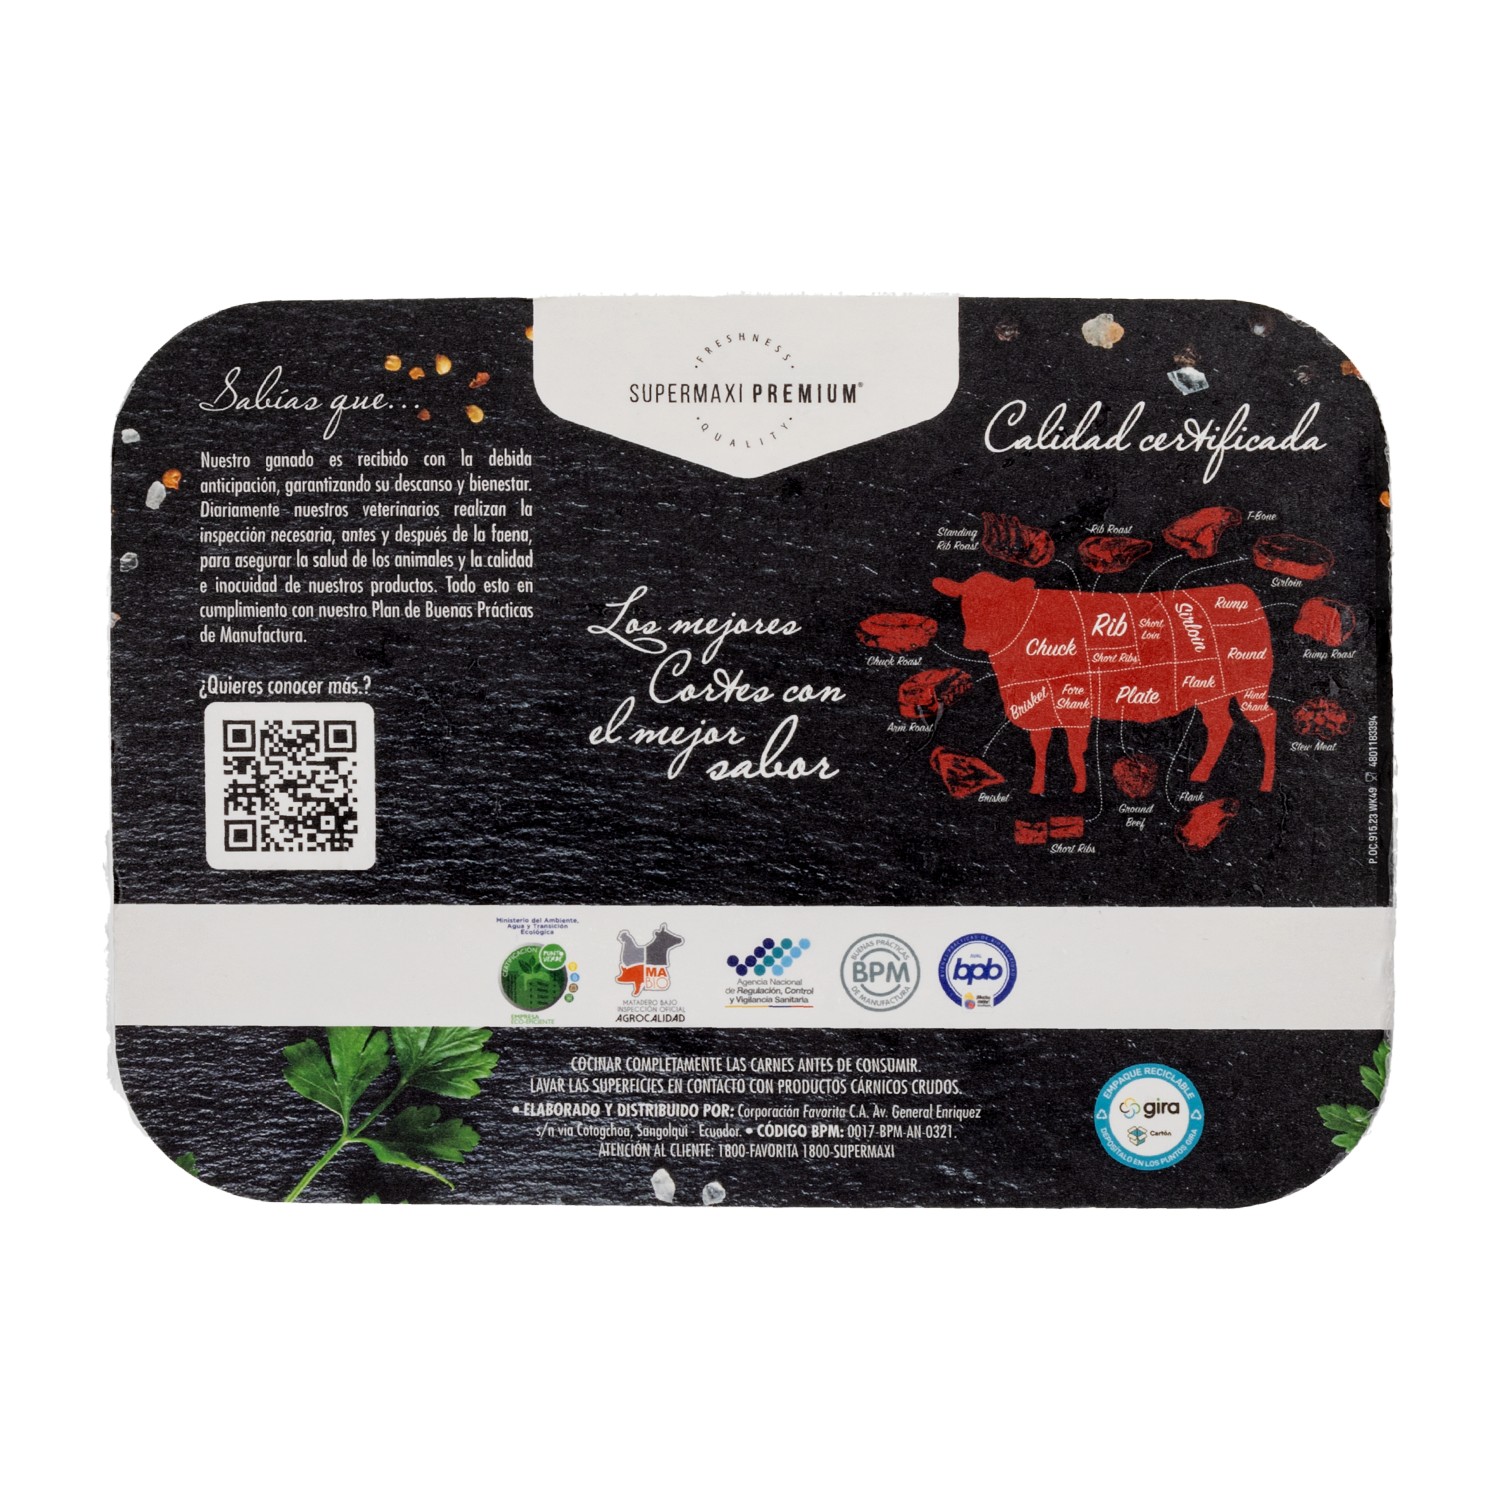 FRESHNESS
SUPERMAXI PREMIUM®
QUALITY
Sabías que...
Nuestro ganado es recibido con la debida
anticipación, garantizando su descanso y bienestar.
Diariamente nuestros veterinarios realizan la
inspección necesaria, antes y después de la faena,
para asegurar la salud de los animales y la calidad
e inocuidad de nuestros productos. Todo esto en
cumplimiento con nuestro Plan de Buenas Prácticas
de Manufactura.
¿Quieres conocer más.?
Los mejores
Cortes con
el mejor
sabor
Calidad certificada
Standing
Rib Roast
Rib Roast
T-Bone
Sirloin
Chuck Roast
Rump Roast
Arm Roast
Stew Meat
Brisket
Short Ribs
Ground
Beef
Flank
Chuck
Rib
Short Ribs
Short
Loin
Sirloin
Rump
Round
Brisket
Fore
Shank
Plate
Flank
Hind
Shank
P.OC.915.23 WK49 4801183394
Ministerio del Ambiente,
Agua y Transición
Ecológica
CERTIFICACIÓN
PUNTO
VERDE
EMPRESA
ECO-EFICIENTE
MA
BIO
MATADERO BAJO
INSPECCIÓN OFICIAL
AGROCALIDAD
Agencia Nacional
de Regulación, Control
y Vigilancia Sanitaria
BUENAS PRÁCTICAS
BPM
DE MANUFACTURA
bpb
COCINAR COMPLETAMENTE LAS CARNES ANTES DE CONSUMIR.
LAVAR LAS SUPERFICIES EN CONTACTO CON PRODUCTOS CÁRNICOS CRUDOS.
• ELABORADO Y DISTRIBUIDO POR: Corporación Favorita C.A. Av. General Enriquez
s/n via Cotogchoa, Sangolquí - Ecuador. • CÓDIGO BPM: 0017-BPM-AN-0321.
ATENCIÓN AL CLIENTE: 1800-FAVORITA 1800-SUPERMAXI
EMPAQUE RECICLABLE
gira
Cartón
DEPOSÍTALO EN LOS PUNTOS GIRA